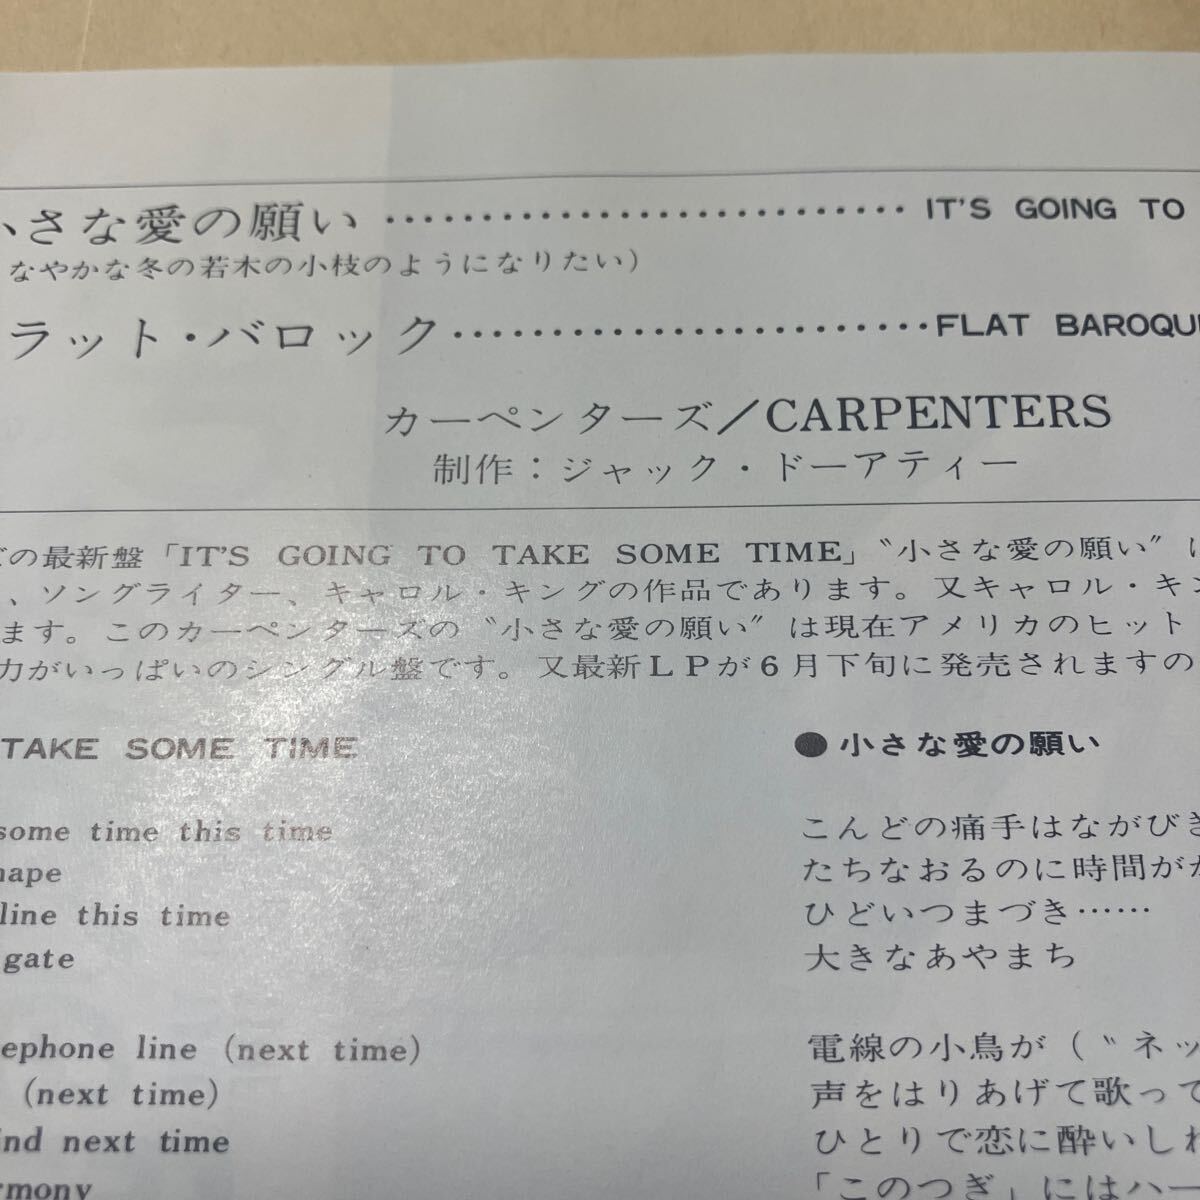 小さな愛の願い …………………… IT'S GOING TO
なやかな冬の若木の小枝のようになりたい）
ラット・バロック …………………… FLAT BAROQUE
カーペンターズ／CARPENTERS
制作：ジャック・ドーアティー
の最新盤「IT'S GOING TO TAKE SOME TIME」〝小さな愛の願い〞は
、ソングライター、キャロル・キングの作品であります。又キャロル・キン
ます。このカーペンターズの〝小さな愛の願い〞は現在アメリカのヒット
力がいっぱいのシングル盤です。又最新ＬＰが６月下旬に発売されますの
TAKE SOME TIME
some time this time
hape
line this time
gate
ephone line (next time)
(next time)
ind next time
rmony
●小さな愛の願い
こんどの痛手はながびき
たちなおるのに時間がか
ひどいつまづき……
大きなあやまち
電線の小鳥が（〝ネッ
声をはりあげて歌って
ひとりで恋に酔いしれ
「このつぎ」にはハー